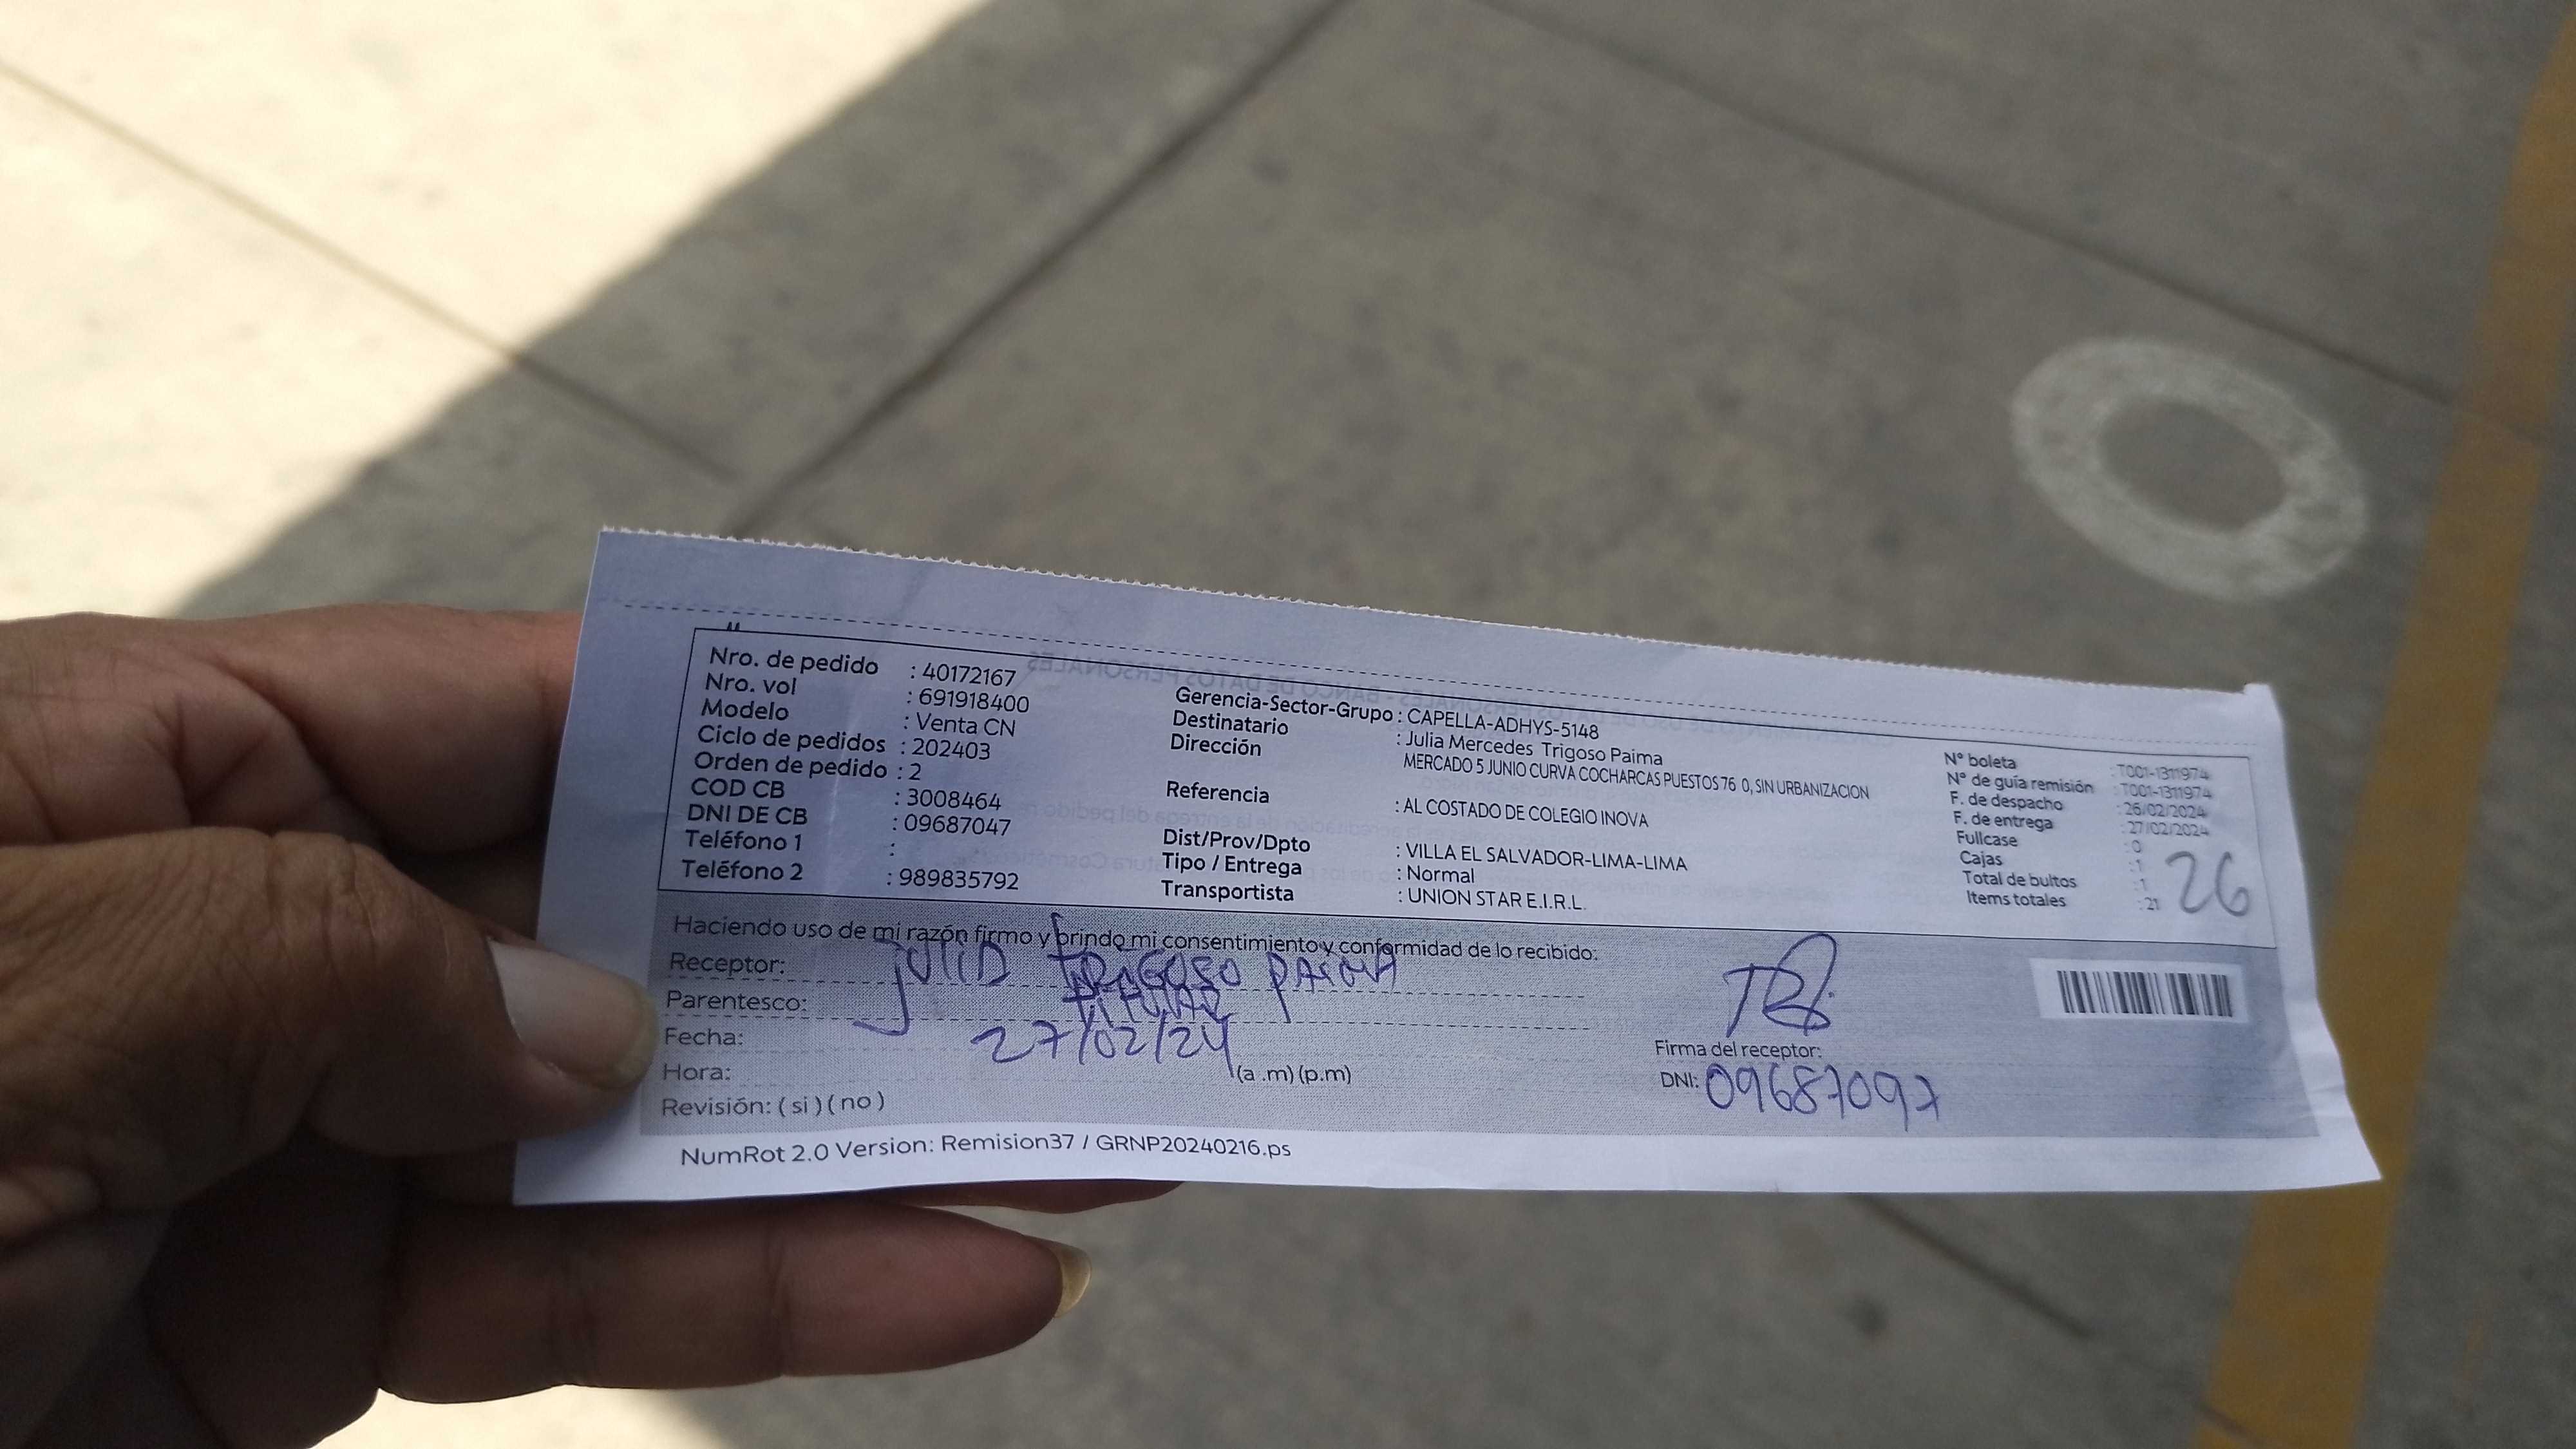 Nro. de pedido : 40172167
Nro. vol : 691918400
Modelo : Venta CN
Ciclo de pedidos : 202403
Orden de pedido : 2
COD CB : 3008464
DNI DE CB : 09687047
Teléfono 1 :
Teléfono 2 : 989835792
Gerencia-Sector-Grupo : CAPELLA-ADHYS-5148
Destinatario : Julia Mercedes Trigoso Paima
Dirección MERCADO 5 JUNIO CURVA COCHARCAS PUESTOS 76 0, SIN URBANIZACION
Referencia : AL COSTADO DE COLEGIO INOVA
Dist/Prov/Dpto : VILLA EL SALVADOR-LIMA-LIMA
Tipo / Entrega : Normal
Transportista : UNION STAR E.I.R.L.
N° boleta : T001-1311974
N° de guía remisión : T001-1311974
F. de despacho : 26/02/2024
F. de entrega : 27/02/2024
Fullcase : 0
Cajas : 1
Total de bultos : 1
Items totales : 21
26
Haciendo uso de mi razón firmo y brindo mi consentimiento y conformidad de lo recibido:
Receptor: JULIA TRIGOSO PAIMA
Parentesco: TITULAR
Fecha: 27/02/24
Hora: (a .m) (p.m)
Revisión: ( si ) ( no )
Firma del receptor:
DNI: 09687097
NumRot 2.0 Version: Remision37 / GRNP20240216.ps